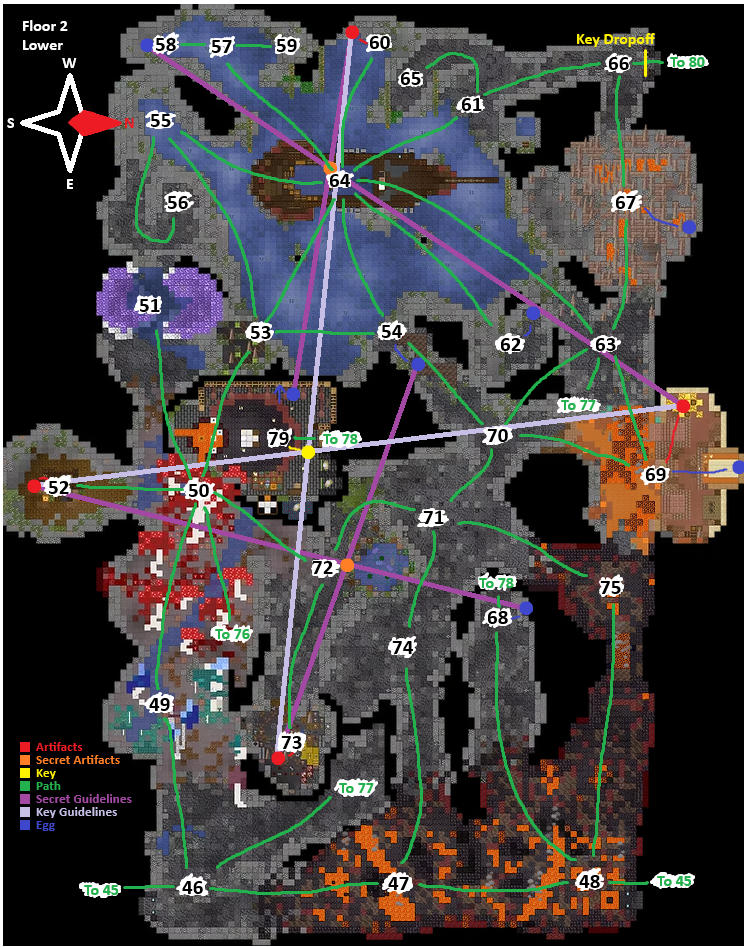 Floor 2
Lower
W
S
N
E
Key Dropoff
58
57
59
60
65
61
66
To 80
55
56
64
67
51
53
54
62
63
To 77
79
To 78
70
52
50
69
71
72
To 78
68
75
To 76
74
49
73
Artifacts
Secret Artifacts
Key
Path
Secret Guidelines
Key Guidelines
Egg
To 77
To 45
46
47
48
To 45